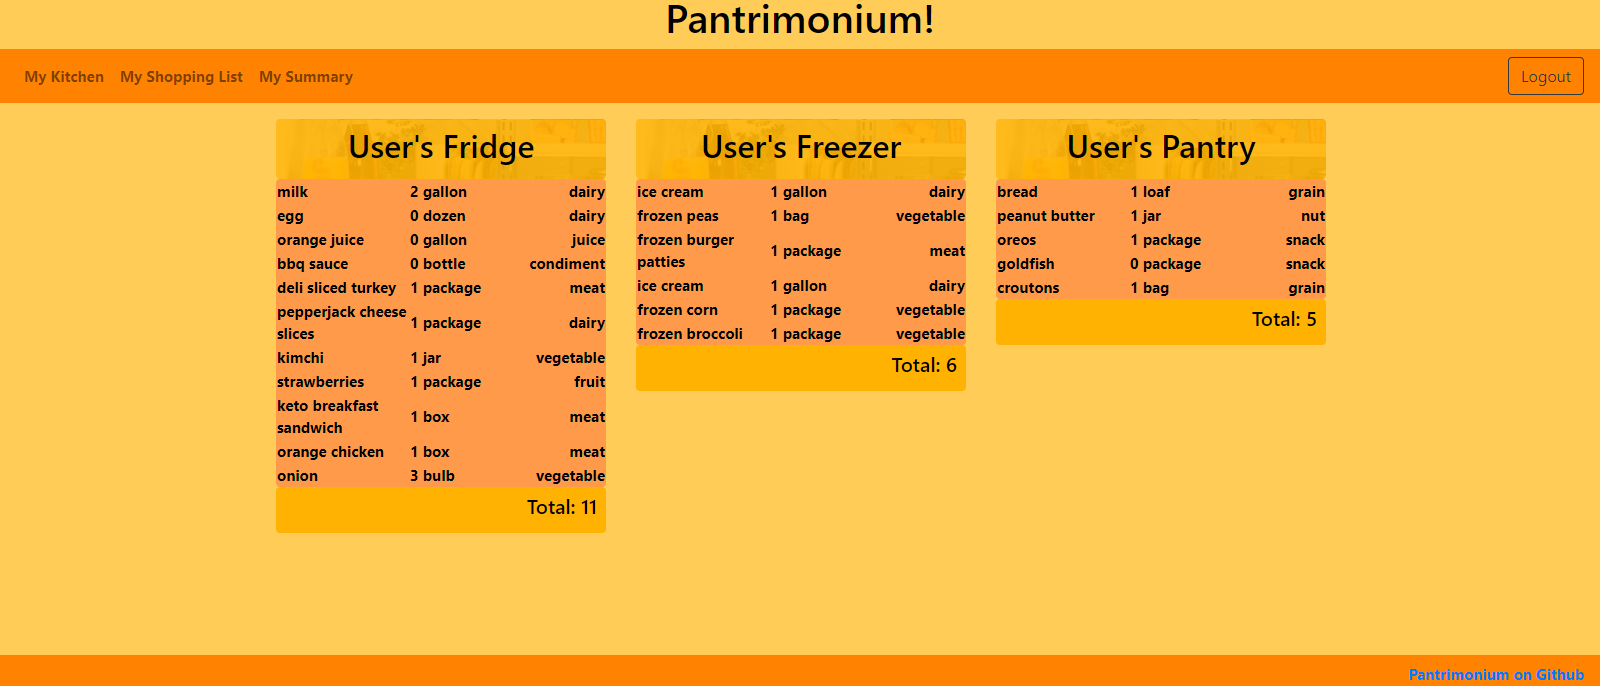 Pantrimonium!
My Kitchen My Shopping List My Summary Logout
User's Fridge
milk 2 gallon dairy
egg 0 dozen dairy
orange juice 0 gallon juice
bbq sauce 0 bottle condiment
deli sliced turkey 1 package meat
pepperjack cheese
slices 1 package dairy
kimchi 1 jar vegetable
strawberries 1 package fruit
keto breakfast
sandwich 1 box meat
orange chicken 1 box meat
onion 3 bulb vegetable
Total: 11
User's Freezer
ice cream 1 gallon dairy
frozen peas 1 bag vegetable
frozen burger
patties 1 package meat
ice cream 1 gallon dairy
frozen corn 1 package vegetable
frozen broccoli 1 package vegetable
Total: 6
User's Pantry
bread 1 loaf grain
peanut butter 1 jar nut
oreos 1 package snack
goldfish 0 package snack
croutons 1 bag grain
Total: 5
Pantrimonium on Github